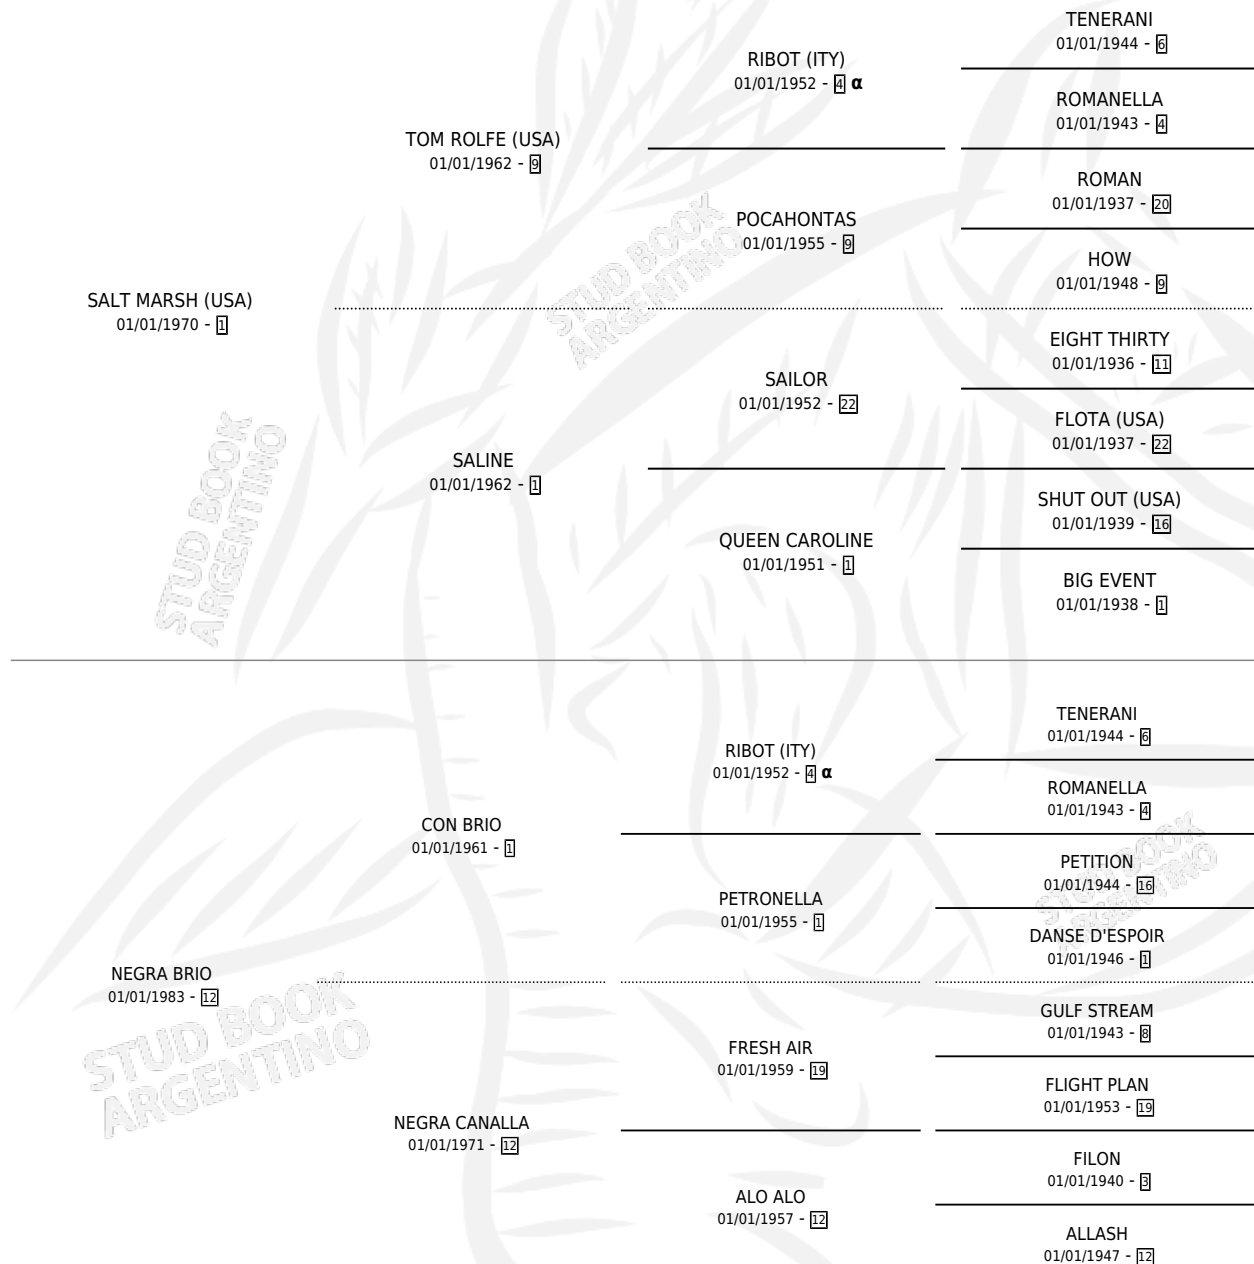 TENERANI
01/01/1944 - 6
RIBOT (ITY)
01/01/1952 - 4 α
ROMANELLA
01/01/1943 - 4
TOM ROLFE (USA)
01/01/1962 - 9
ROMAN
01/01/1937 - 20
POCAHONTAS
01/01/1955 - 9
HOW
01/01/1948 - 9
SALT MARSH (USA)
01/01/1970 - 1
EIGHT THIRTY
01/01/1936 - 11
SAILOR
01/01/1952 - 22
FLOTA (USA)
01/01/1937 - 22
SALINE
01/01/1962 - 1
SHUT OUT (USA)
01/01/1939 - 16
QUEEN CAROLINE
01/01/1951 - 1
BIG EVENT
01/01/1938 - 1
TENERANI
01/01/1944 - 6
RIBOT (ITY)
01/01/1952 - 4 α
ROMANELLA
01/01/1943 - 4
CON BRIO
01/01/1961 - 1
PETITION
01/01/1944 - 16
PETRONELLA
01/01/1955 - 1
DANSE D'ESPOIR
01/01/1946 - 1
NEGRA BRIO
01/01/1983 - 12
GULF STREAM
01/01/1943 - 8
FRESH AIR
01/01/1959 - 19
FLIGHT PLAN
01/01/1953 - 19
NEGRA CANALLA
01/01/1971 - 12
FILON
01/01/1940 - 3
ALO ALO
01/01/1957 - 12
ALLASH
01/01/1947 - 12
STUD BOOK
ARGENTINO
STUD BOOK
ARGENTINO
STUD BOOK
ARGENTINO
STUD BOOK
ARGENTINO